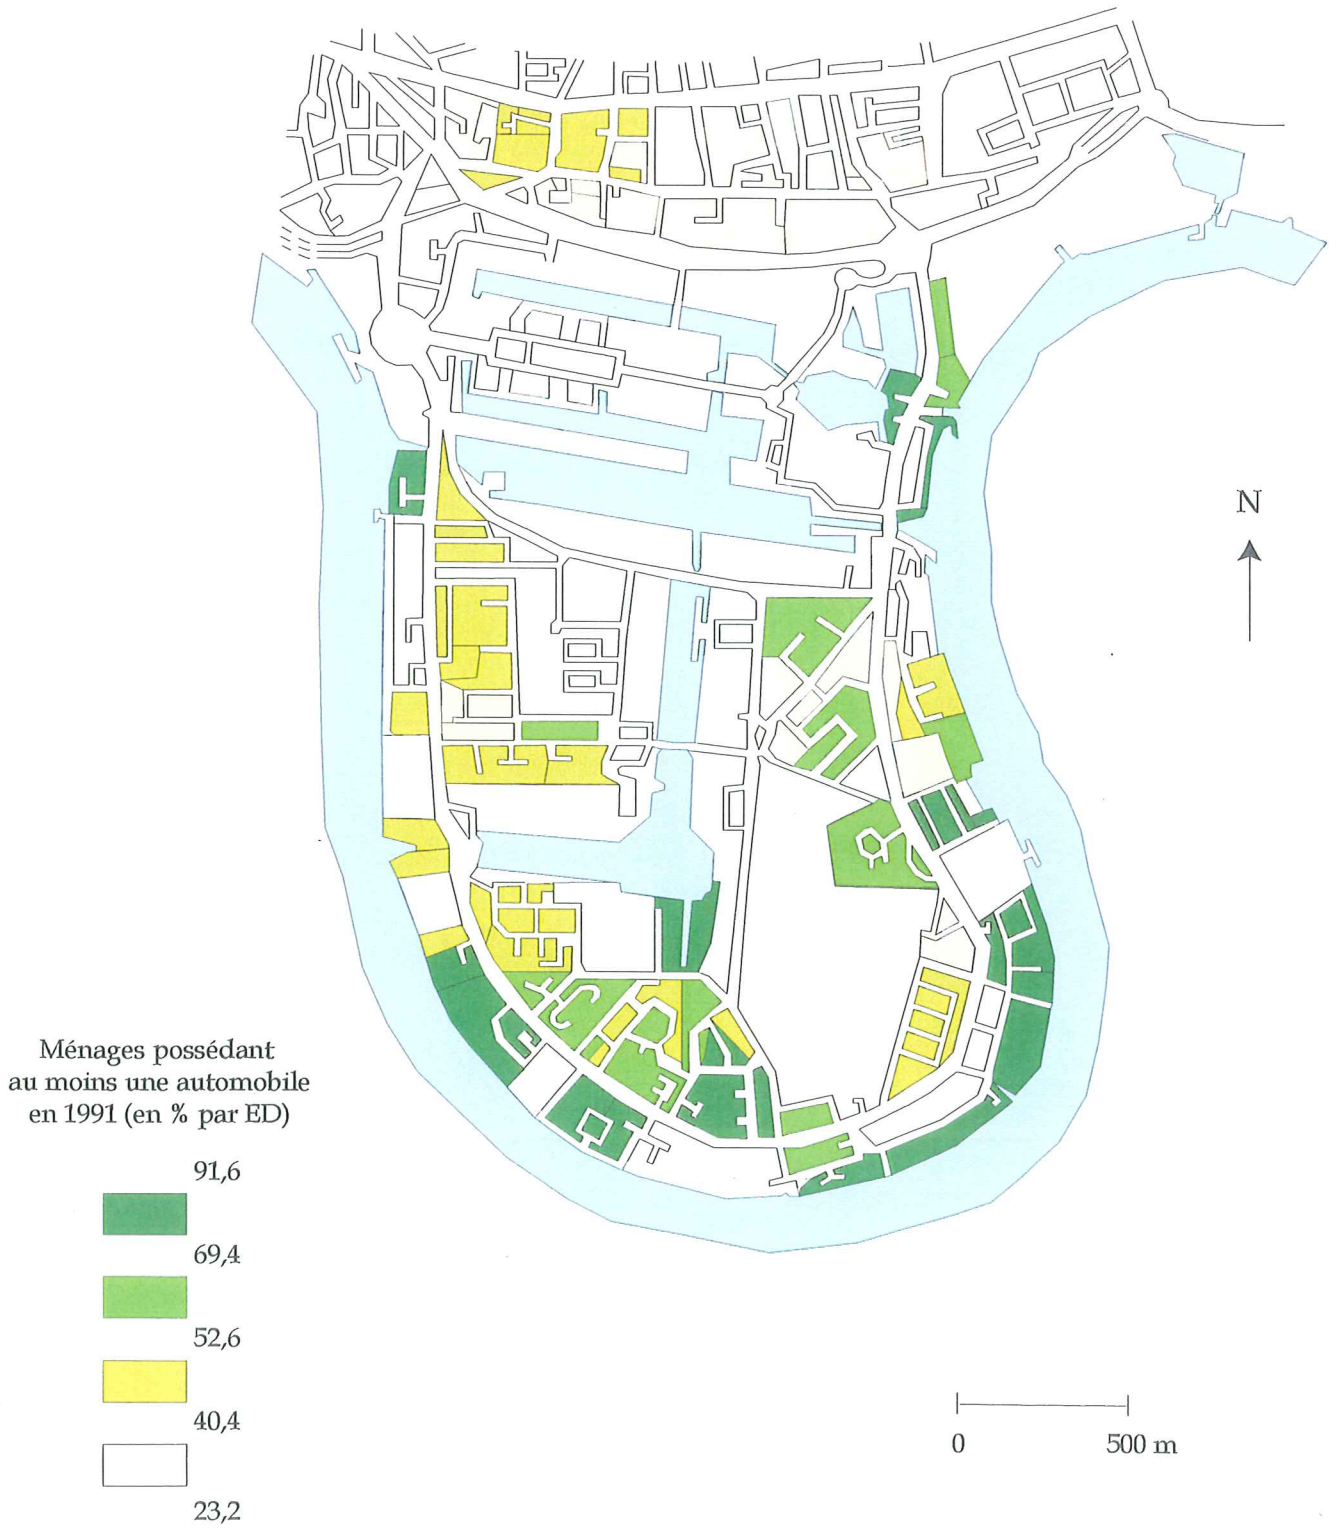 N
Ménages possédant
au moins une automobile
en 1991 (en % par ED)
91,6
69,4
52,6
40,4
23,2
0 500 m